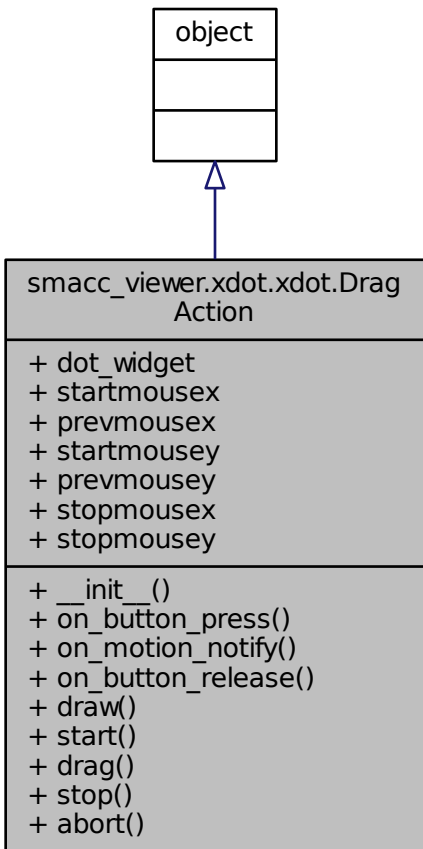 object
smacc_viewer.xdot.xdot.Drag
Action
+ dot_widget
+ startmousex
+ prevmousex
+ startmousey
+ prevmousey
+ stopmousex
+ stopmousey
+ __init__()
+ on_button_press()
+ on_motion_notify()
+ on_button_release()
+ draw()
+ start()
+ drag()
+ stop()
+ abort()